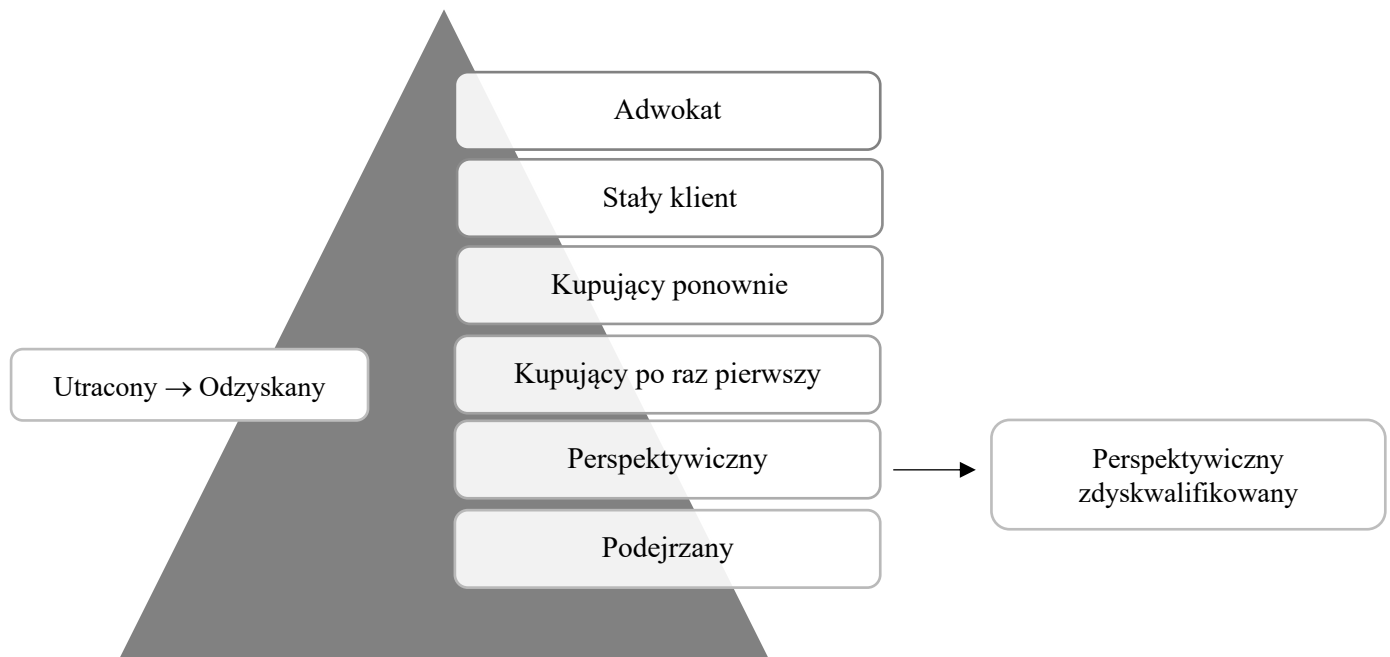 Adwokat
Stały klient
Kupujący ponownie
Kupujący po raz pierwszy
Utracony → Odzyskany
Perspektywiczny
Perspektywiczny
zdyskwalifikowany
Podejrzany